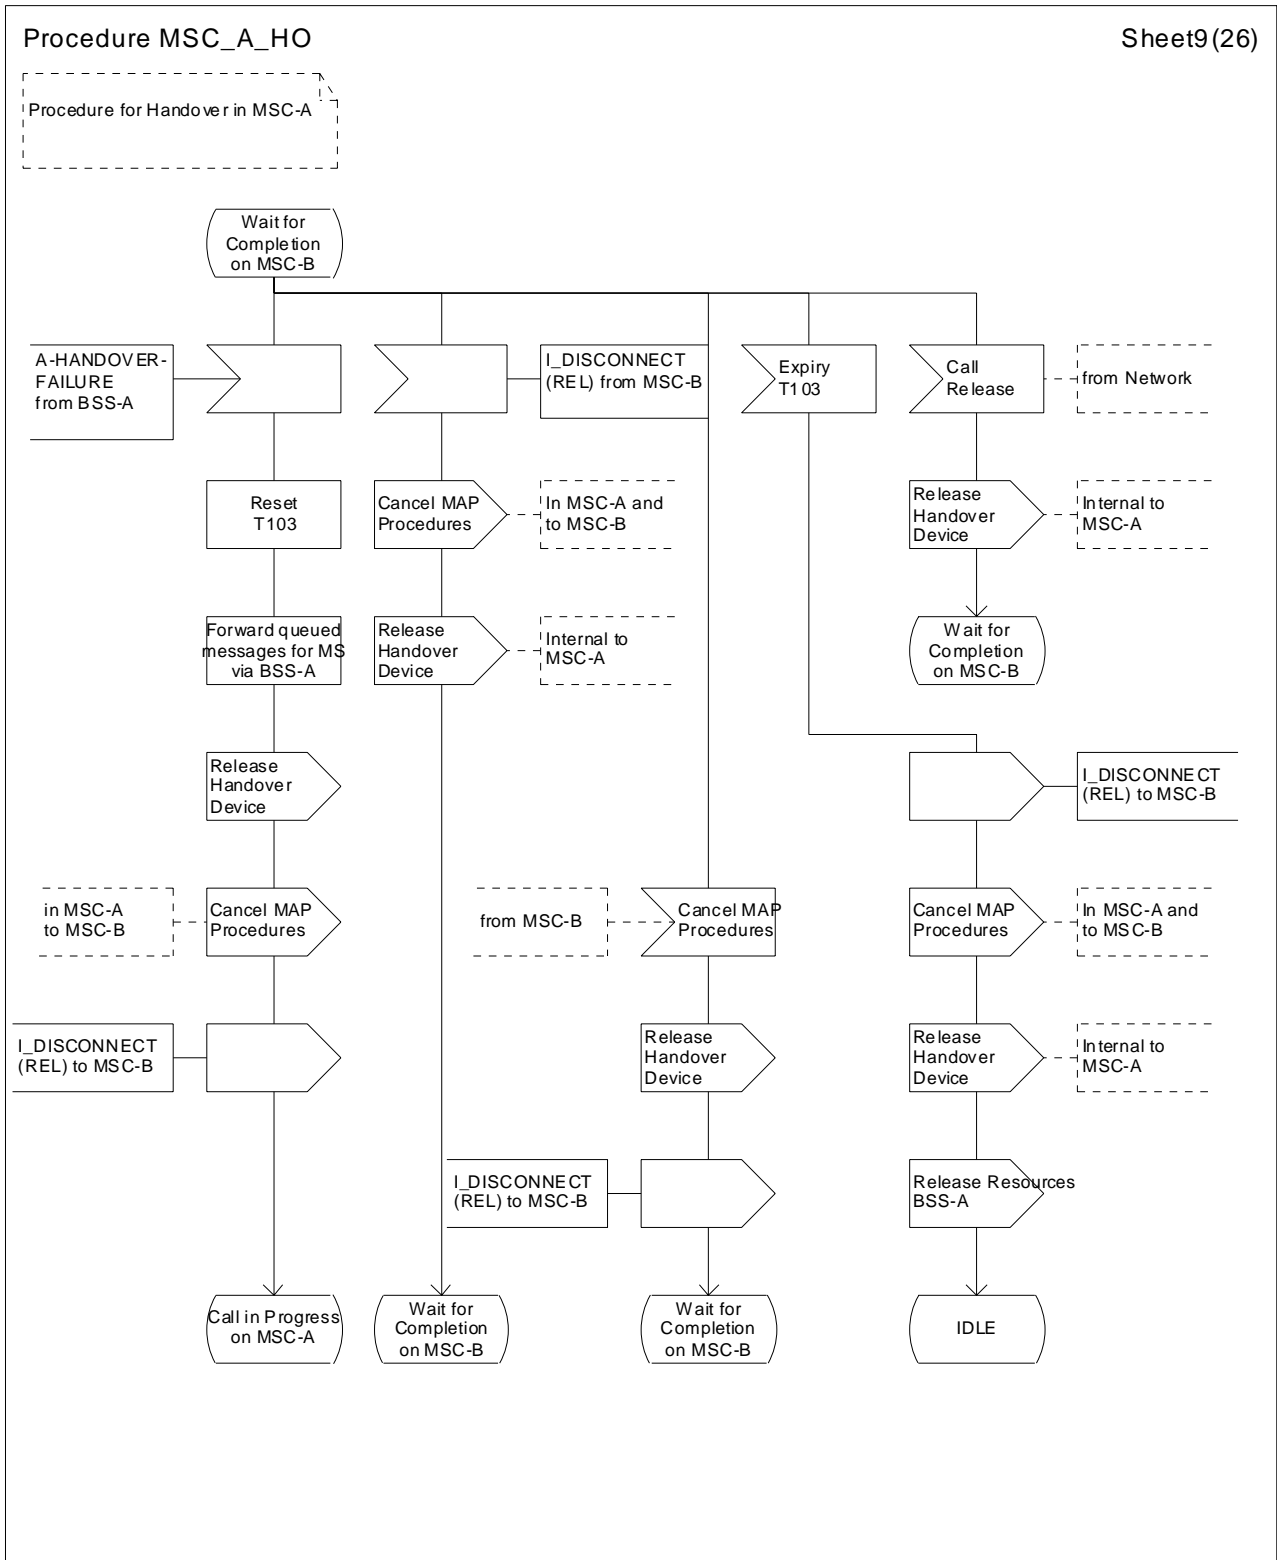 Procedure MSC_A_HO
Sheet9(26)
Procedure for Handover in MSC-A
Wait for
Completion
on MSC-B
A-HANDOVER-
FAILURE
from BSS-A
I_DISCONNECT
(REL) from MSC-B
Expiry
T103
Call
Release
from Network
Reset
T103
Cancel MAP
Procedures
In MSC-A and
to MSC-B
Release
Handover
Device
Internal to
MSC-A
Forward queued
messages for MS
via BSS-A
Release
Handover
Device
Internal to
MSC-A
Wait for
Completion
on MSC-B
Release
Handover
Device
I_DISCONNECT
(REL) to MSC-B
in MSC-A
to MSC-B
Cancel MAP
Procedures
from MSC-B
Cancel MAP
Procedures
Cancel MAP
Procedures
In MSC-A and
to MSC-B
I_DISCONNECT
(REL) to MSC-B
Release
Handover
Device
Release
Handover
Device
Internal to
MSC-A
I_DISCONNECT
(REL) to MSC-B
Release Resources
BSS-A
Call in Progress
on MSC-A
Wait for
Completion
on MSC-B
Wait for
Completion
on MSC-B
IDLE